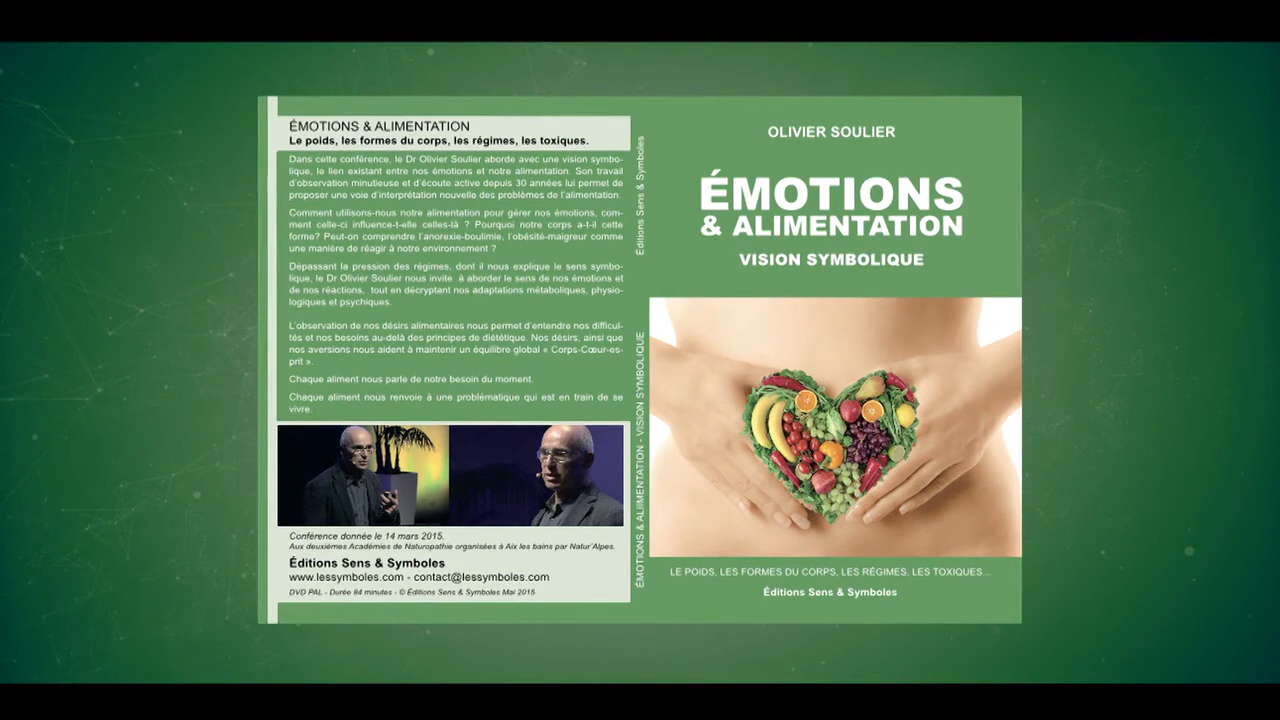 ÉMOTIONS & ALIMENTATION
Le poids, les formes du corps, les régimes, les toxiques.
Dans cette conférence, le Dr Olivier Soulier aborde avec une vision symbo-
lique, le lien existant entre nos émotions et notre alimentation. Son travail
d'observation minutieuse et d'écoute active depuis 30 années lui permet de
proposer une voie d'interprétation nouvelle des problèmes de l'alimentation.
Comment utilisons-nous notre alimentation pour gérer nos émotions, com-
ment celle-ci influence-t-elle celles-là ? Pourquoi notre corps a-t-il cette
forme? Peut-on comprendre l'anorexie-boulimie, l'obésité-maigreur comme
une manière de réagir à notre environnement ?
Dépassant la pression des régimes, dont il nous explique le sens symbo-
lique, le Dr Olivier Soulier nous invite à aborder le sens de nos émotions et
de nos réactions, tout en décryptant nos adaptations métaboliques, physio-
logiques et psychiques.
L'observation de nos désirs alimentaires nous permet d'entendre nos difficul-
tés et nos besoins au-delà des principes de diététique. Nos désirs, ainsi que
nos aversions nous aident à maintenir un équilibre global « Corps-Cœur-es-
prit ».
Chaque aliment nous parle de notre besoin du moment.
Chaque aliment nous renvoie à une problématique qui est en train de se
vivre.
Conférence donnée le 14 mars 2015.
Aux deuxièmes Académies de Naturopathie organisées à Aix les bains par Natur'Alpes.
Éditions Sens & Symboles
www.lessymboles.com - contact@lessymboles.com
DVD PAL - Durée 84 minutes - © Éditions Sens & Symboles Mai 2015
Éditions Sens & Symboles
ÉMOTIONS & ALIIMENTATION - VISION SYMBOLIQUE
OLIVIER SOULIER
ÉMOTIONS
& ALIMENTATION
VISION SYMBOLIQUE
LE POIDS, LES FORMES DU CORPS, LES RÉGIMES, LES TOXIQUES...
Éditions Sens & Symboles